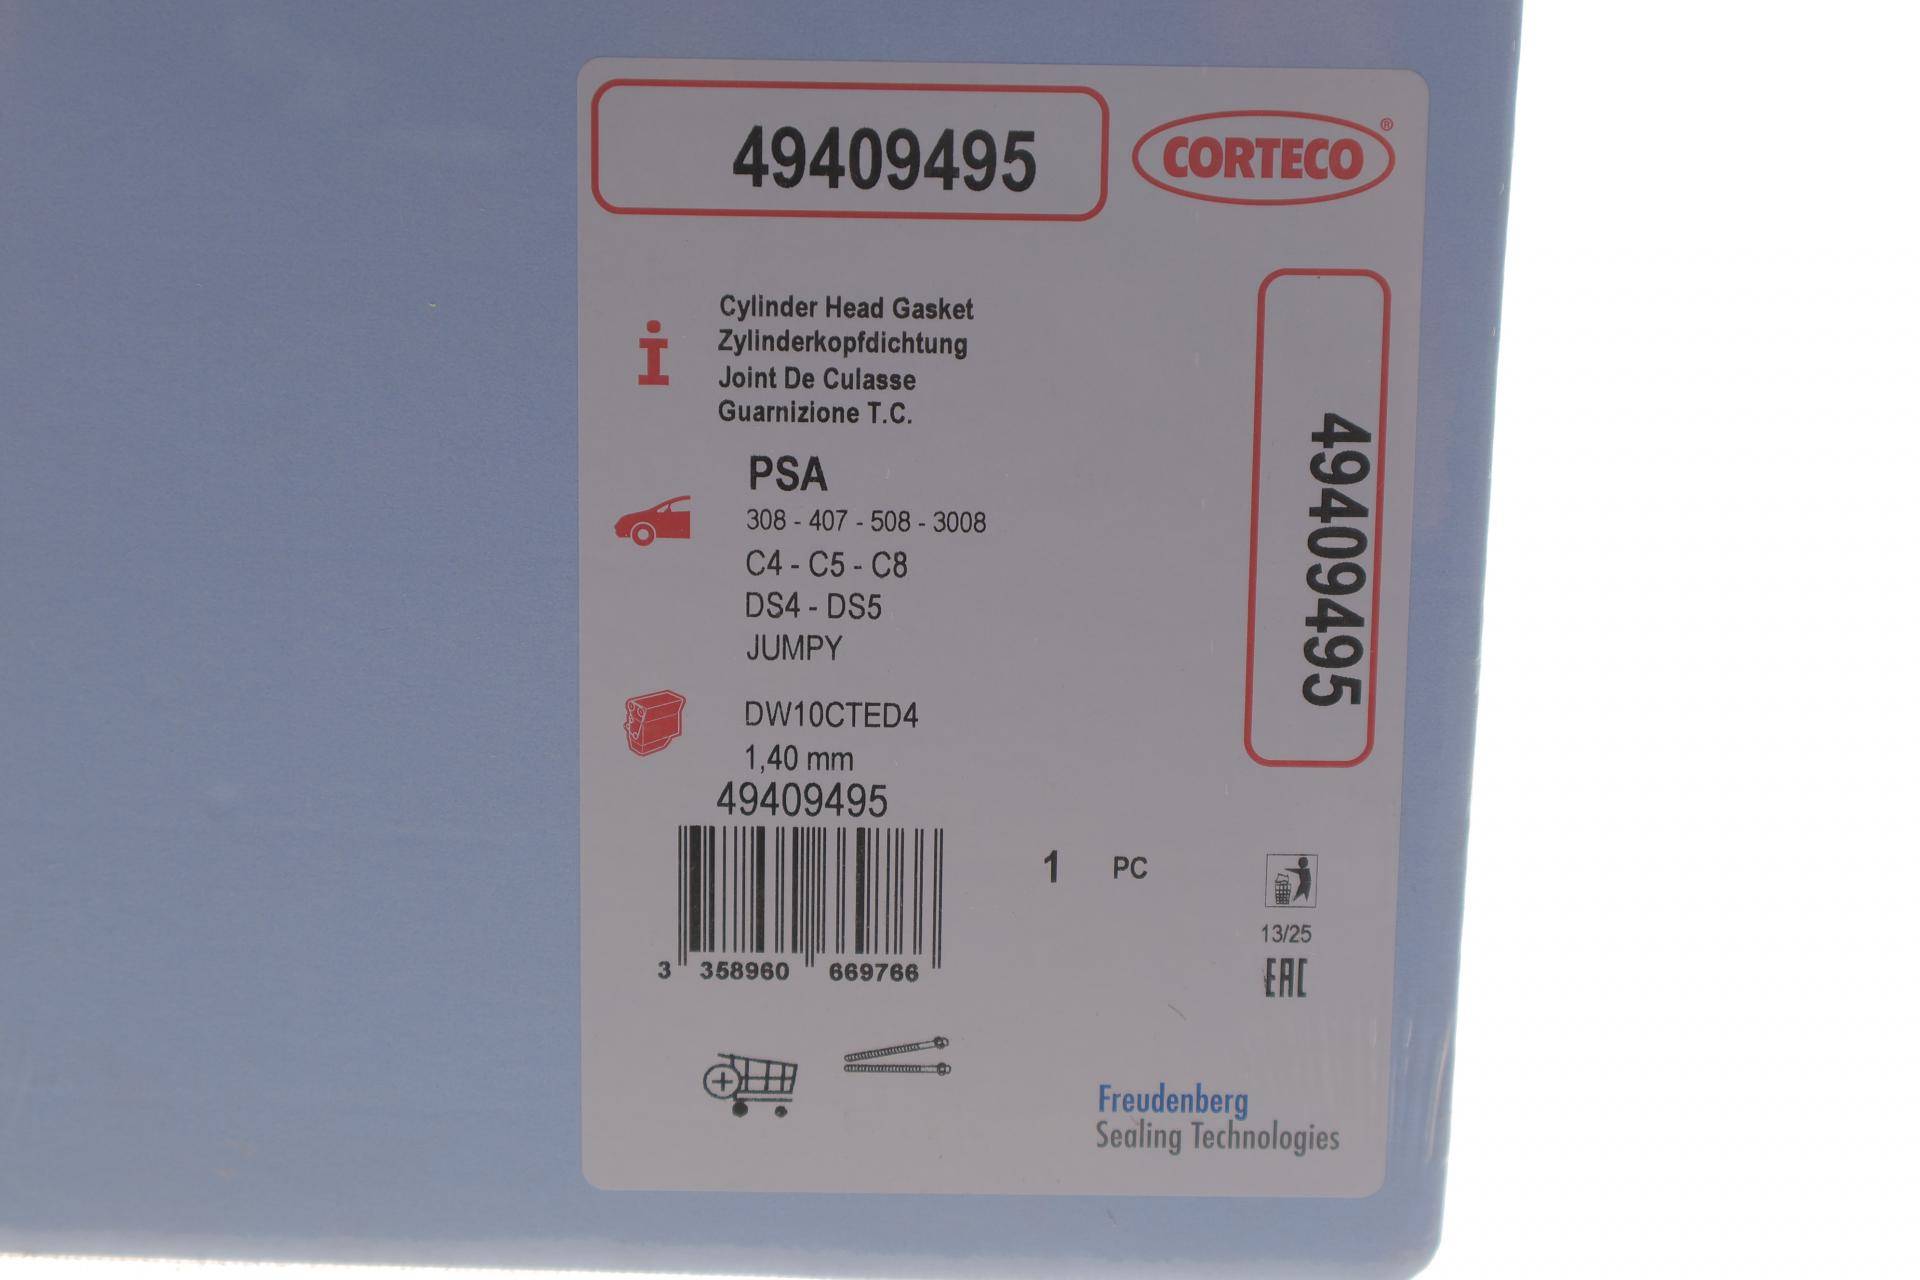 49409495
CORTECO ®
Cylinder Head Gasket
Zylinderkopfdichtung
Joint De Culasse
Guarnizione T.C.
49409495
PSA
308 - 407 - 508 - 3008
C4 - C5 - C8
DS4 - DS5
JUMPY
DW10CTED4
1,40 mm
49409495
3 358960 669766
1 PC
13/25
EAC
Freudenberg
Sealing Technologies